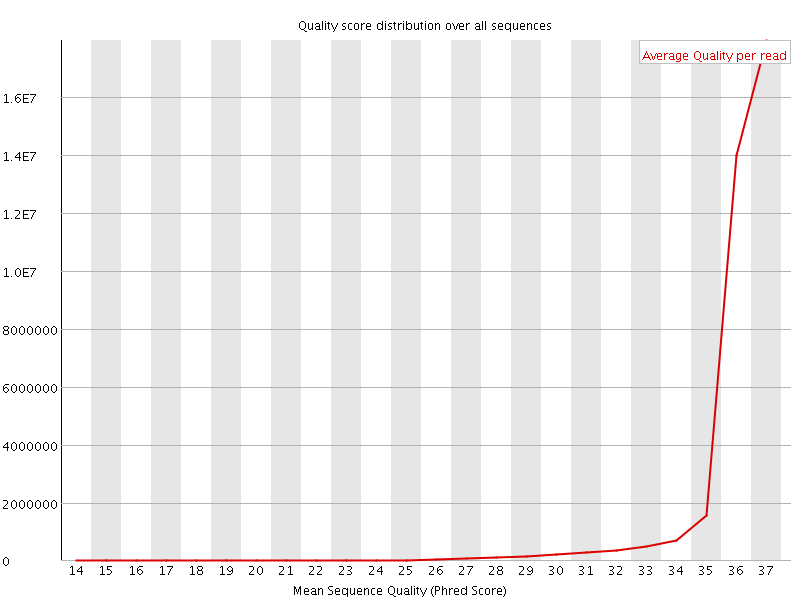 Quality score distribution over all sequences
Average Quality per read
1.6E7
1.4E7
1.2E7
1.0E7
8000000
6000000
4000000
2000000
0
14 15 16 17 18 19 20 21 22 23 24 25 26 27 28 29 30 31 32 33 34 35 36 37
Mean Sequence Quality (Phred Score)